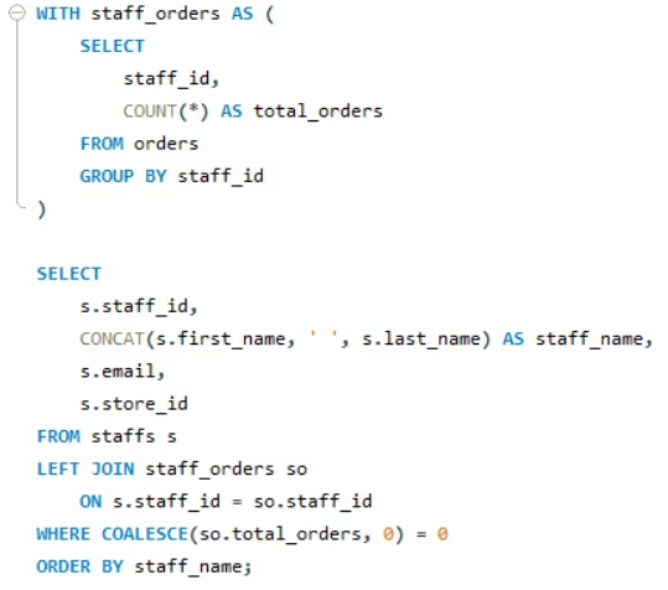 WITH staff_orders AS (
    SELECT
        staff_id,
        COUNT(*) AS total_orders
    FROM orders
    GROUP BY staff_id
)
SELECT
    s.staff_id,
    CONCAT(s.first_name, ' ', s.last_name) AS staff_name,
    s.email,
    s.store_id
FROM staffs s
LEFT JOIN staff_orders so
    ON s.staff_id = so.staff_id
WHERE COALESCE(so.total_orders, 0) = 0
ORDER BY staff_name;